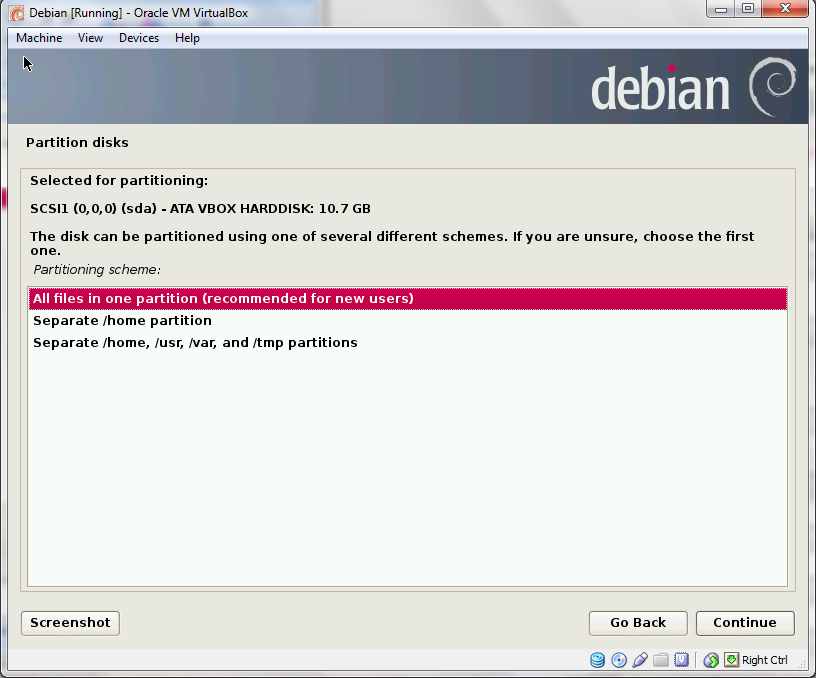 Debian [Running] - Oracle VM VirtualBox
Machine View Devices Help
debian
Partition disks
Selected for partitioning:
SCSI1 (0,0,0) (sda) - ATA VBOX HARDDISK: 10.7 GB
The disk can be partitioned using one of several different schemes. If you are unsure, choose the first
one.
Partitioning scheme:
All files in one partition (recommended for new users)
Separate /home partition
Separate /home, /usr, /var, and /tmp partitions
Screenshot Go Back Continue
Right Ctrl